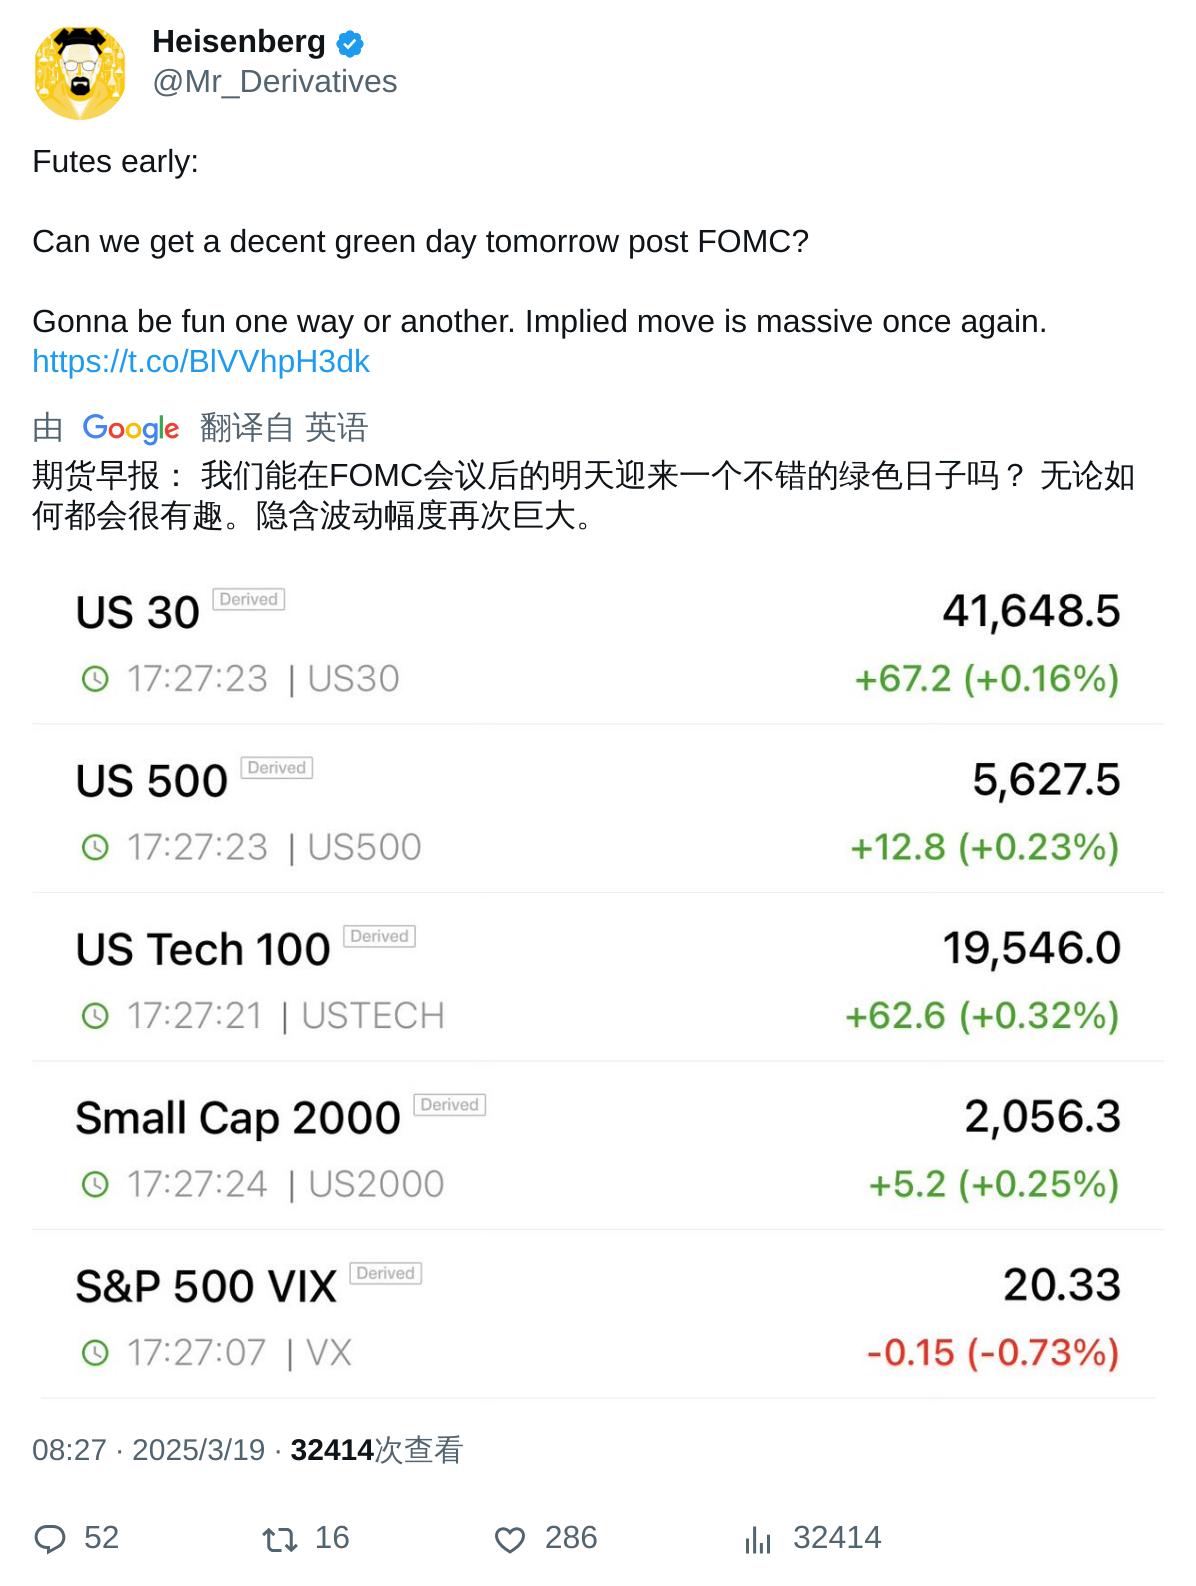 Heisenberg
@Mr_Derivatives
Futes early:
Can we get a decent green day tomorrow post FOMC?
Gonna be fun one way or another. Implied move is massive once again.
https://t.co/BlVVhpH3dk
由 Google 翻译自 英语
期货早报： 我们能在FOMC会议后的明天迎来一个不错的绿色日子吗？ 无论如
何都会很有趣。隐含波动幅度再次巨大。
US 30 Derived 41,648.5
17:27:23 | US30 +67.2 (+0.16%)
US 500 Derived 5,627.5
17:27:23 | US500 +12.8 (+0.23%)
US Tech 100 Derived 19,546.0
17:27:21 | USTECH +62.6 (+0.32%)
Small Cap 2000 Derived 2,056.3
17:27:24 | US2000 +5.2 (+0.25%)
S&P 500 VIX Derived 20.33
17:27:07 | VX -0.15 (-0.73%)
08:27 · 2025/3/19 · 32414次查看
52 16 286 32414